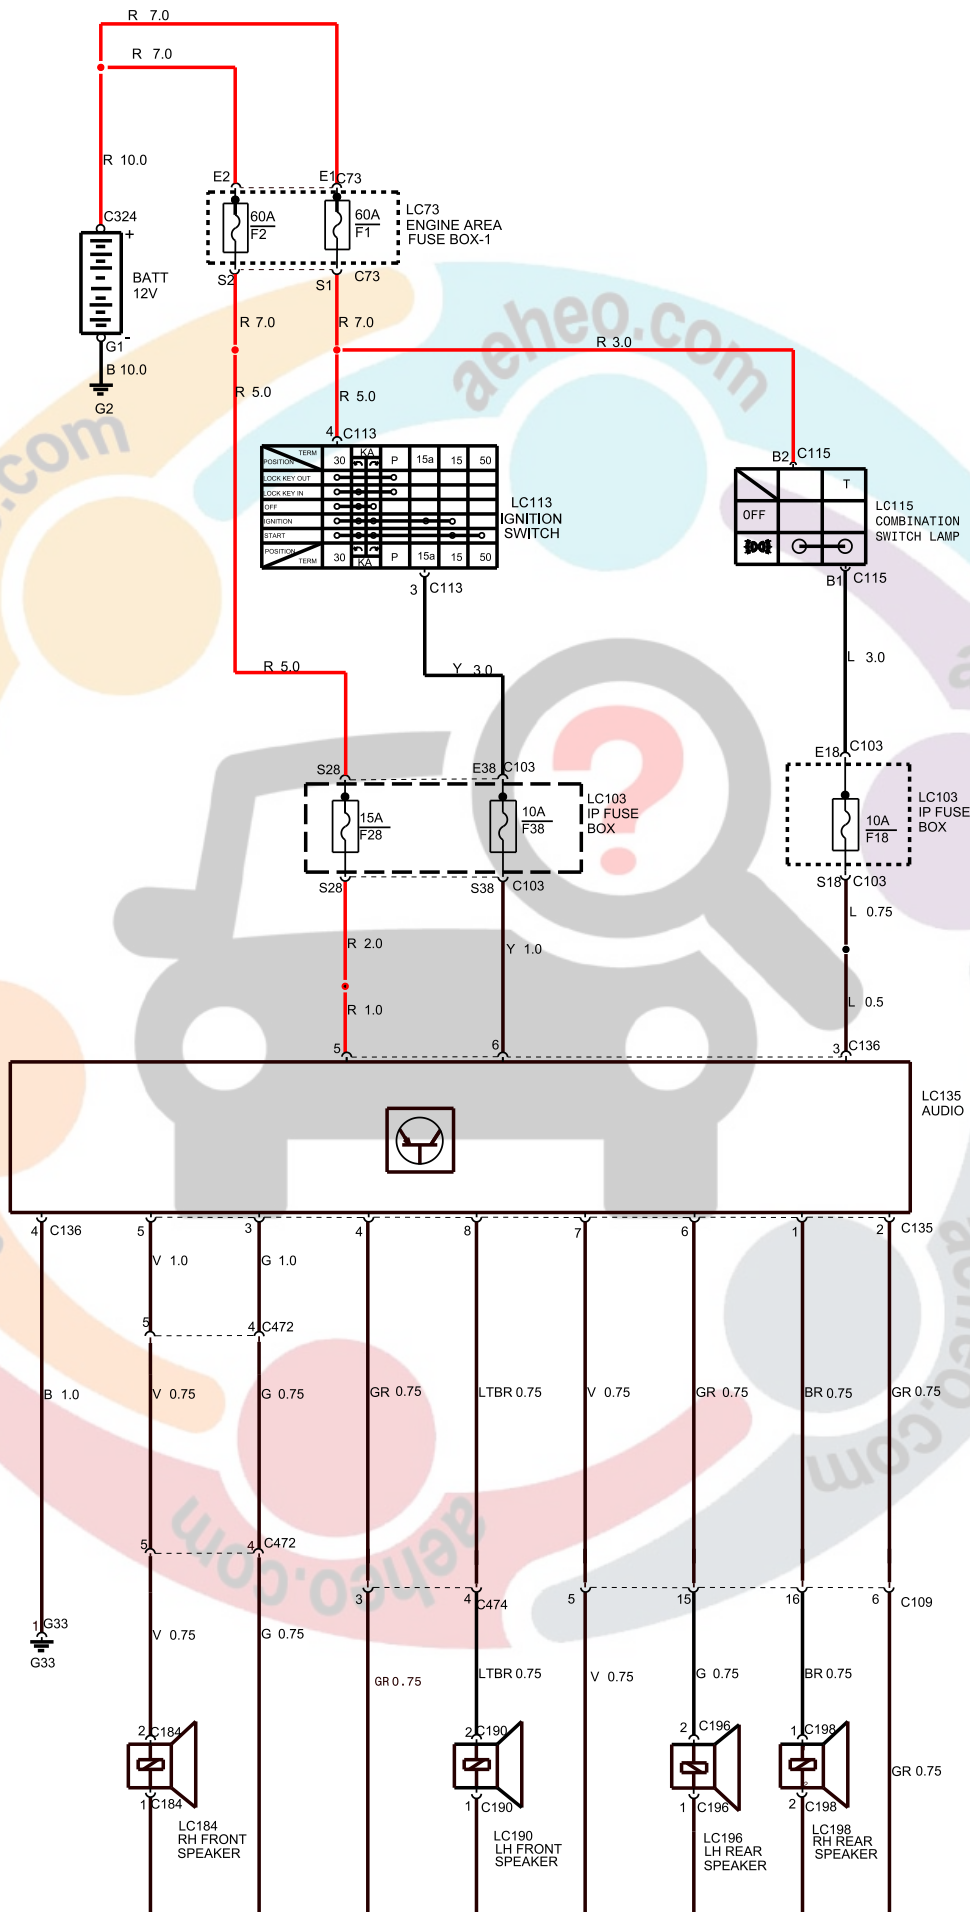 R 7.0
R 7.0
R 10.0
E2
E1
C73
C324
+
60A
F2
60A
F1
LC73
ENGINE AREA
FUSE BOX-1
BATT
12V
S2
S1
C73
G1
-
R 7.0
R 7.0
R 3.0
B 10.0
G2
R 5.0
R 5.0
4
C113
TERM
POSITION
30
KA
P
15a
15
50
LOCK KEY OUT
LOCK KEY IN
OFF
IGNITION
START
POSITION
TERM
30
KA
P
15a
15
50
LC113
IGNITION
SWITCH
B2
C115
T
OFF
LC115
COMBINATION
SWITCH LAMP
3
C113
B1
C115
R 5.0
Y 3.0
L 3.0
S28
E38
C103
E18
C103
15A
F28
10A
F38
LC103
IP FUSE
BOX
10A
F18
LC103
IP FUSE
BOX
S28
S38
C103
S18
C103
L 0.75
R 2.0
Y 1.0
R 1.0
L 0.5
5
6
3
C136
LC135
AUDIO
4
C136
5
3
4
8
7
6
1
2
C135
V 1.0
G 1.0
5
4
C472
B 1.0
V 0.75
G 0.75
GR 0.75
LTBR 0.75
V 0.75
GR 0.75
BR 0.75
GR 0.75
5
4
C472
3
4
C474
5
15
16
6
C109
1
G33
G33
V 0.75
G 0.75
GR 0.75
LTBR 0.75
V 0.75
G 0.75
BR 0.75
2
C184
2
C190
2
C196
1
C198
GR 0.75
1
C184
1
C190
1
C196
2
C198
LC184
RH FRONT
SPEAKER
LC190
LH FRONT
SPEAKER
LC196
LH REAR
SPEAKER
LC198
RH REAR
SPEAKER
aeheo.com
aeheo.com
?